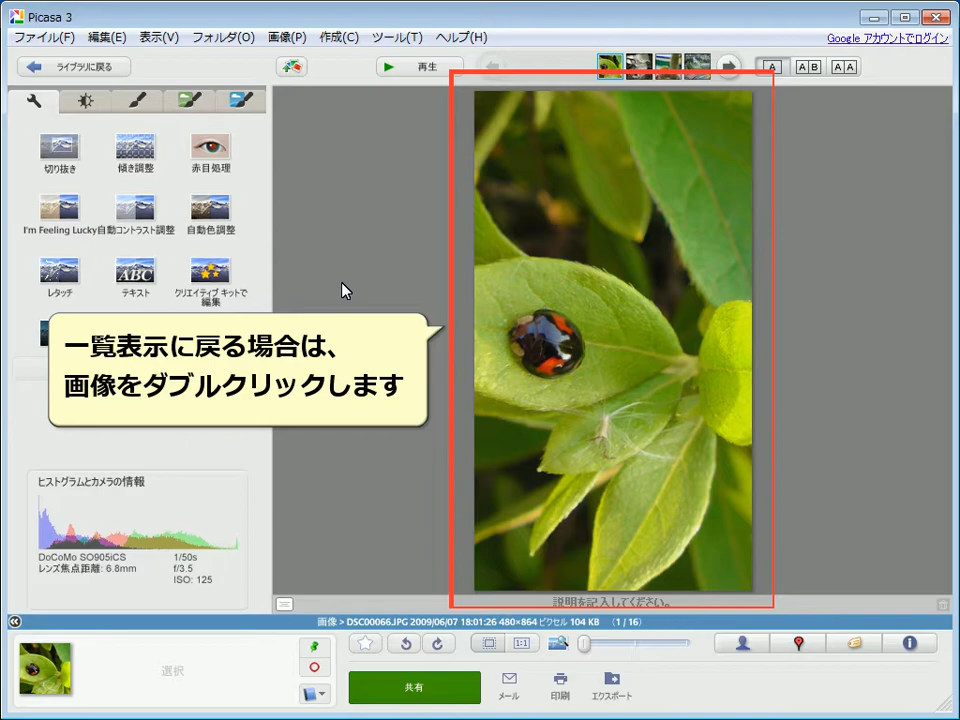 Picasa 3
ファイル(F) 編集(E) 表示(V) フォルダ(O) 画像(P) 作成(C) ツール(T) ヘルプ(H)
Google アカウントでログイン
ライブラリに戻る
再生
A
A B
A A
切り抜き
傾き調整
赤目処理
I'm Feeling Lucky
自動コントラスト調整
自動色調整
レタッチ
ABC
テキスト
クリエイティブ キットで
編集
一覧表示に戻る場合は、
画像をダブルクリックします
ヒストグラムとカメラの情報
DoCoMo SO905iCS 1/50s
レンズ焦点距離: 6.8mm f/3.5
ISO: 125
説明を記入してください。
画像 > DSC00066.JPG 2009/06/07 18:01:26 480×864 ピクセル 104 KB (1 / 16)
選択
1:1
共有
メール
印刷
エクスポート